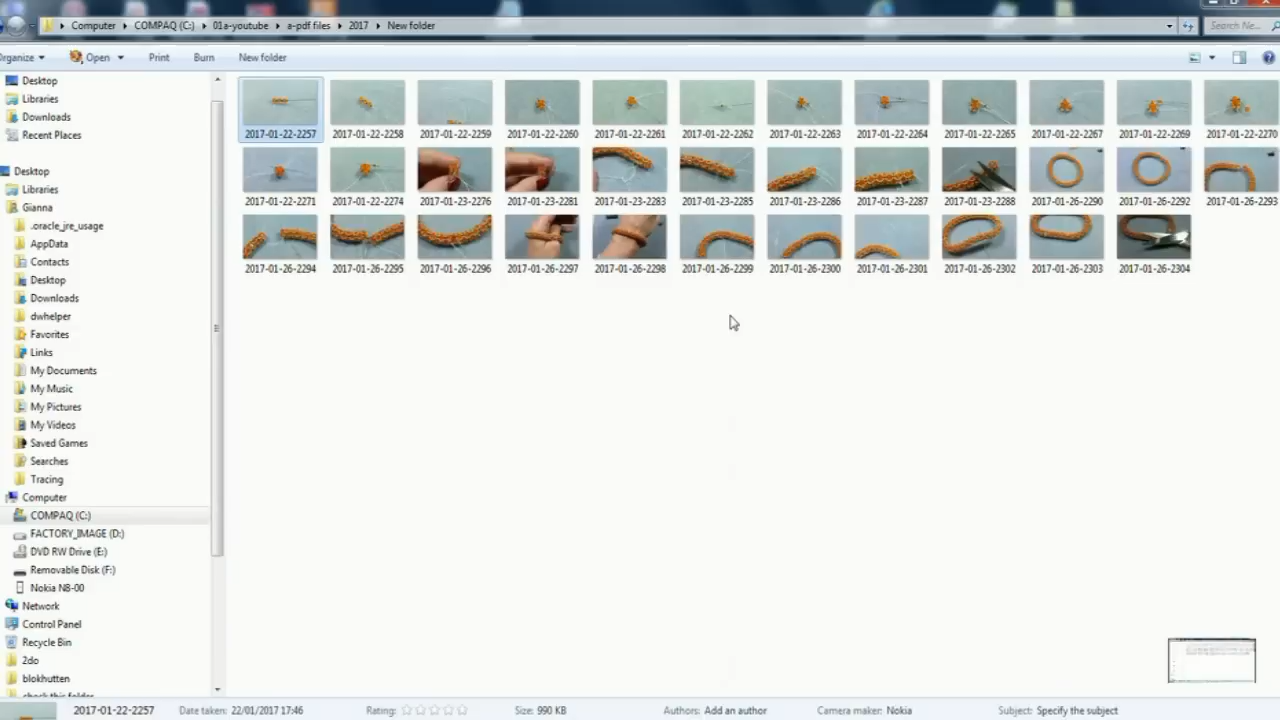 Computer ▸ COMPAQ (C:) ▸ 01a-youtube ▸ a-pdf files ▸ 2017 ▸ New folder
Search Ne...
Organize Open Print Burn New folder
Desktop
Libraries
Downloads
Recent Places
Desktop
Libraries
Gianna
.oracle_jre_usage
AppData
Contacts
Desktop
Downloads
dwhelper
Favorites
Links
My Documents
My Music
My Pictures
My Videos
Saved Games
Searches
Tracing
Computer
COMPAQ (C:)
FACTORY_IMAGE (D:)
DVD RW Drive (E:)
Removable Disk (F:)
Nokia N8-00
Network
Control Panel
Recycle Bin
2do
blokhutten
check this folder
2017-01-22-2257 2017-01-22-2258 2017-01-22-2259 2017-01-22-2260 2017-01-22-2261 2017-01-22-2262 2017-01-22-2263 2017-01-22-2264 2017-01-22-2265 2017-01-22-2267 2017-01-22-2269 2017-01-22-2270
2017-01-22-2271 2017-01-22-2274 2017-01-23-2276 2017-01-23-2281 2017-01-23-2283 2017-01-23-2285 2017-01-23-2286 2017-01-23-2287 2017-01-23-2288 2017-01-26-2290 2017-01-26-2292 2017-01-26-2293
2017-01-26-2294 2017-01-26-2295 2017-01-26-2296 2017-01-26-2297 2017-01-26-2298 2017-01-26-2299 2017-01-26-2300 2017-01-26-2301 2017-01-26-2302 2017-01-26-2303 2017-01-26-2304
2017-01-22-2257 Date taken: 22/01/2017 17:46 Rating: Size: 990 KB Authors: Add an author Camera maker: Nokia Subject: Specify the subject